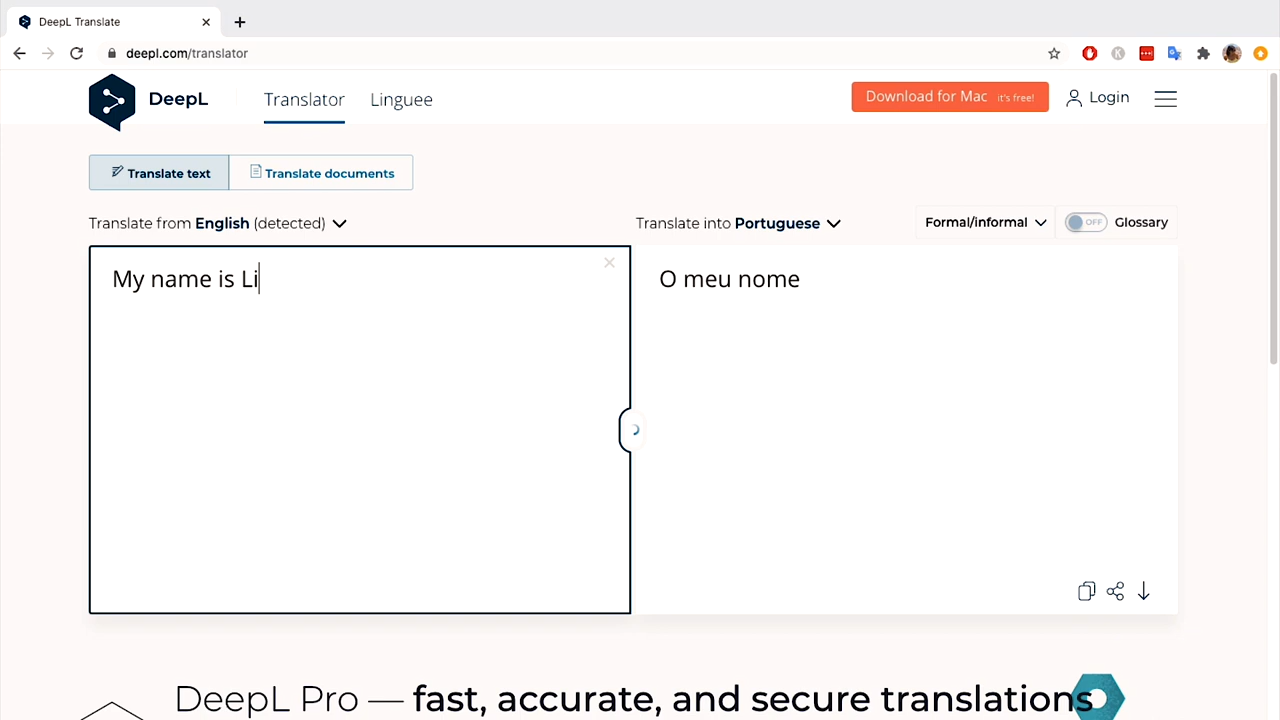 DeepL Translate
deepl.com/translator
DeepL
Translator
Linguee
Download for Mac it's free!
Login
Translate text
Translate documents
Translate from English (detected)
Translate into Portuguese
Formal/informal
OFF
Glossary
My name is Li
O meu nome
DeepL Pro — fast, accurate, and secure translations